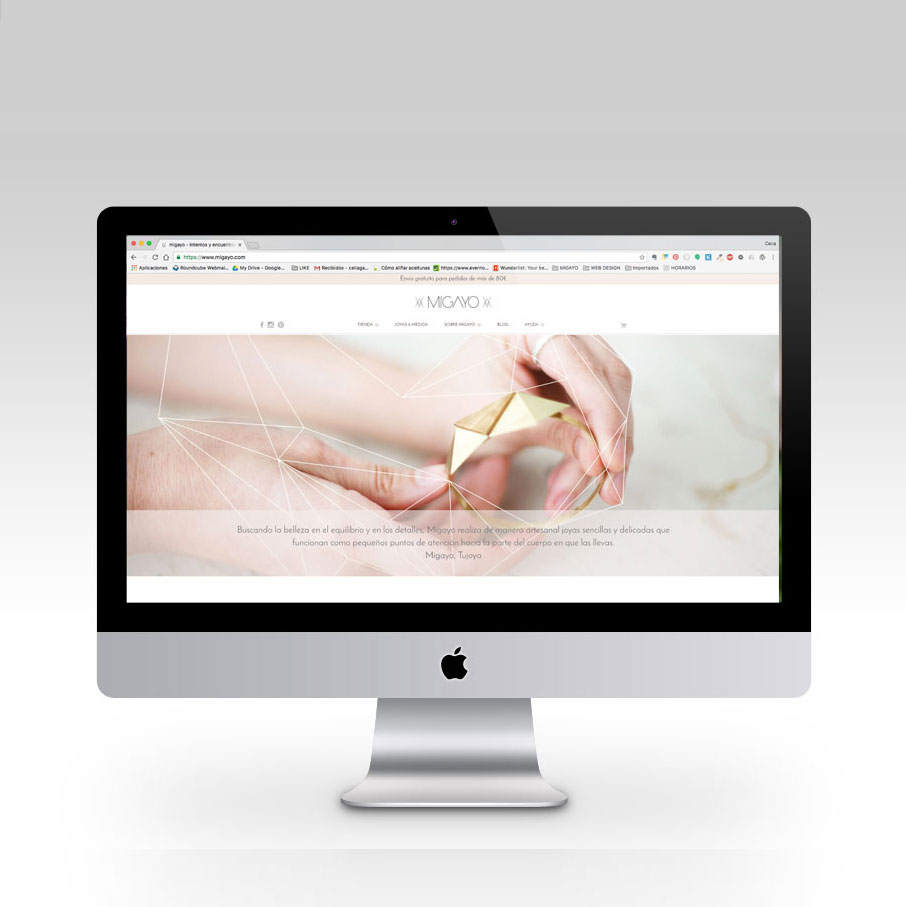 migayo - Intentos y encuentros
Celia
https://www.migayo.com
Aplicaciones Roundcube Webmai... My Drive - Google... LIKE Recibidos - celiaga... Cómo aliñar aceitunas https://www.everno... Wunderlist: Your be... MIGAYO WEB DESIGN Importados HORARIOS
Envío gratuito para pedidos de más de 80€
MIGAYO
TIENDA JOYAS A MEDIDA SOBRE MIGAYO BLOG AYUDA
Buscando la belleza en el equilibrio y en los detalles, Migayo realiza de manera artesanal joyas sencillas y delicadas que
funcionan como pequeños puntos de atención hacia la parte del cuerpo en que las llevas.
Migayo, Tujoya